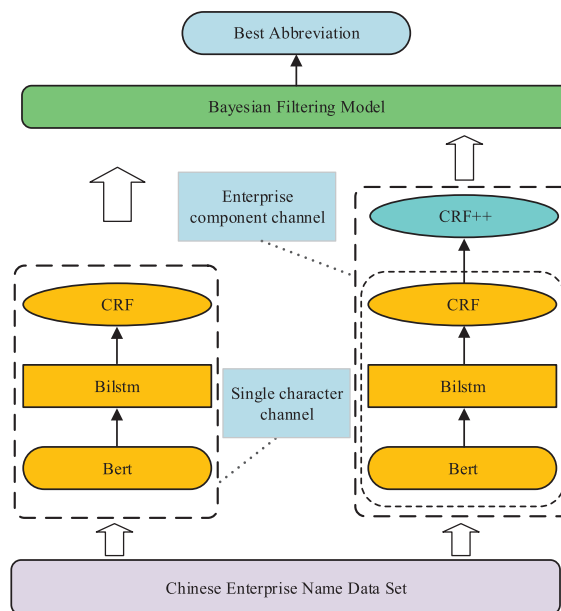 Best Abbreviation
Bayesian Filtering Model
Enterprise
component channel
CRF++
CRF
CRF
Bilstm
Single character
channel
Bilstm
Bert
Bert
Chinese Enterprise Name Data Set